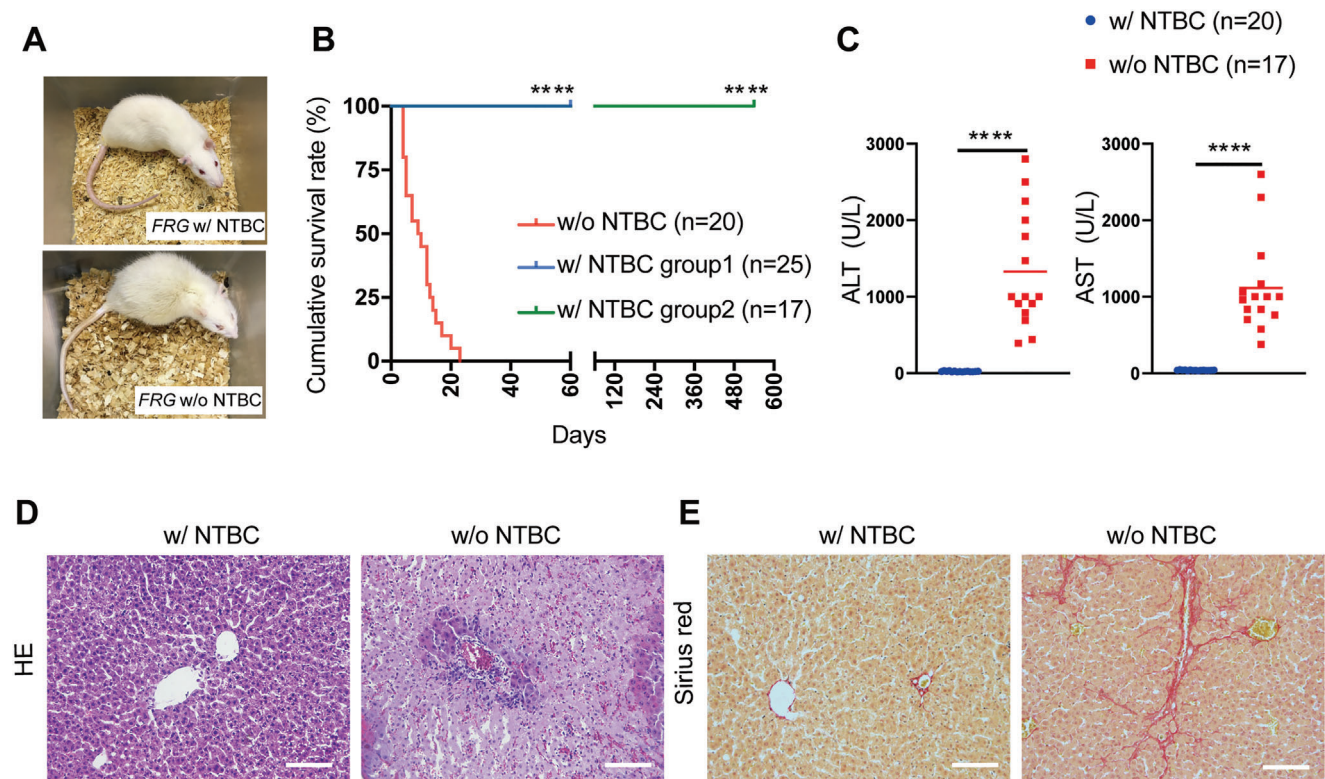 A
FRG w/ NTBC
FRG w/o NTBC
B
Cumulative survival rate (%)
100
75
50
25
0
****
****
w/o NTBC (n=20)
w/ NTBC group1 (n=25)
w/ NTBC group2 (n=17)
0
20
40
60
120
240
360
480
600
Days
C
w/ NTBC (n=20)
w/o NTBC (n=17)
ALT (U/L)
3000
2000
1000
0
****
AST (U/L)
3000
2000
1000
0
****
D
w/ NTBC
w/o NTBC
HE
E
w/ NTBC
w/o NTBC
Sirius red